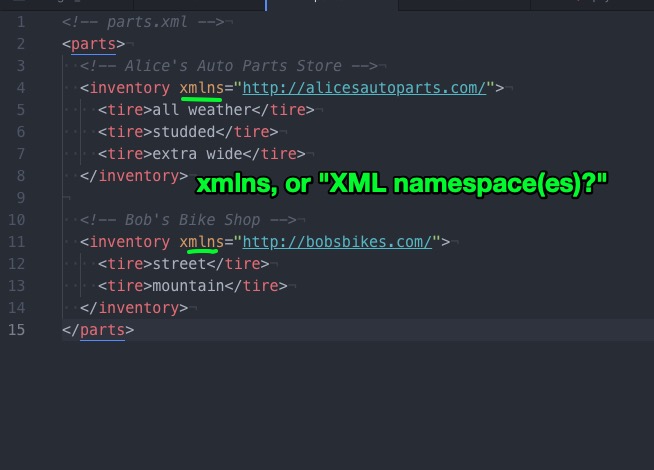 1 <!-- parts.xml -->
2 <parts>
3 <!-- Alice's Auto Parts Store -->
4 <inventory xmlns="http://alicesautoparts.com/">
5 <tire>all weather</tire>
6 <tire>studded</tire>
7 <tire>extra wide</tire>
8 </inventory>
xmlns, or "XML namespace(es)?"
9
10 <!-- Bob's Bike Shop -->
11 <inventory xmlns="http://bobsbikes.com/">
12 <tire>street</tire>
13 <tire>mountain</tire>
14 </inventory>
15 </parts>